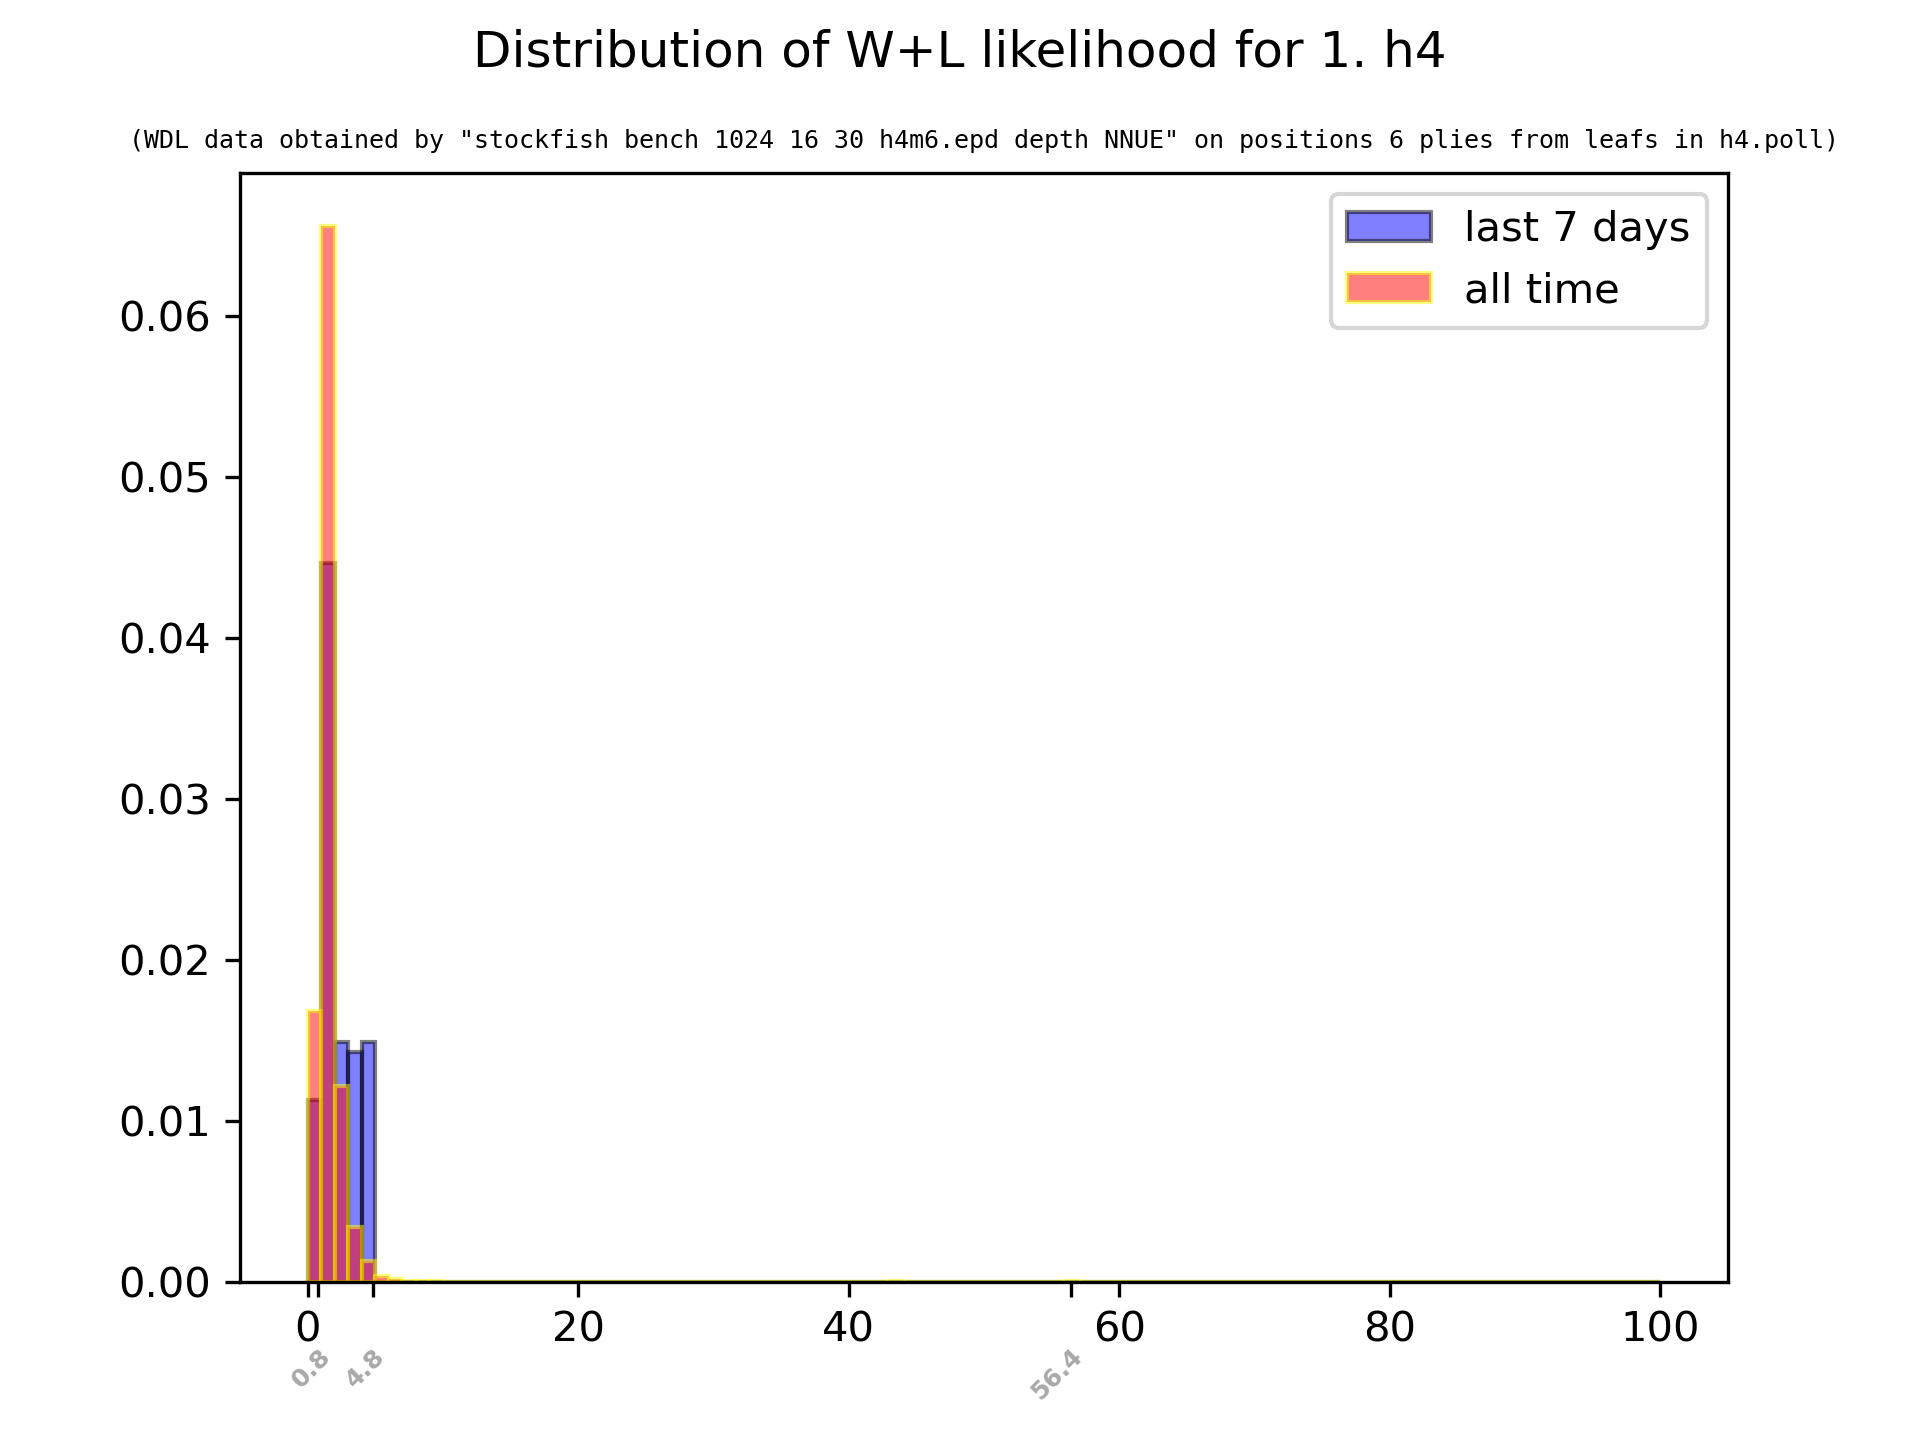 Distribution of W+L likelihood for 1. h4
(WDL data obtained by "stockfish bench 1024 16 30 h4m6.epd depth NNUE" on positions 6 plies from leafs in h4.poll)
last 7 days
all time
0.06
0.05
0.04
0.03
0.02
0.01
0.00
0 20 40 60 80 100
0.8 4.8 56.4